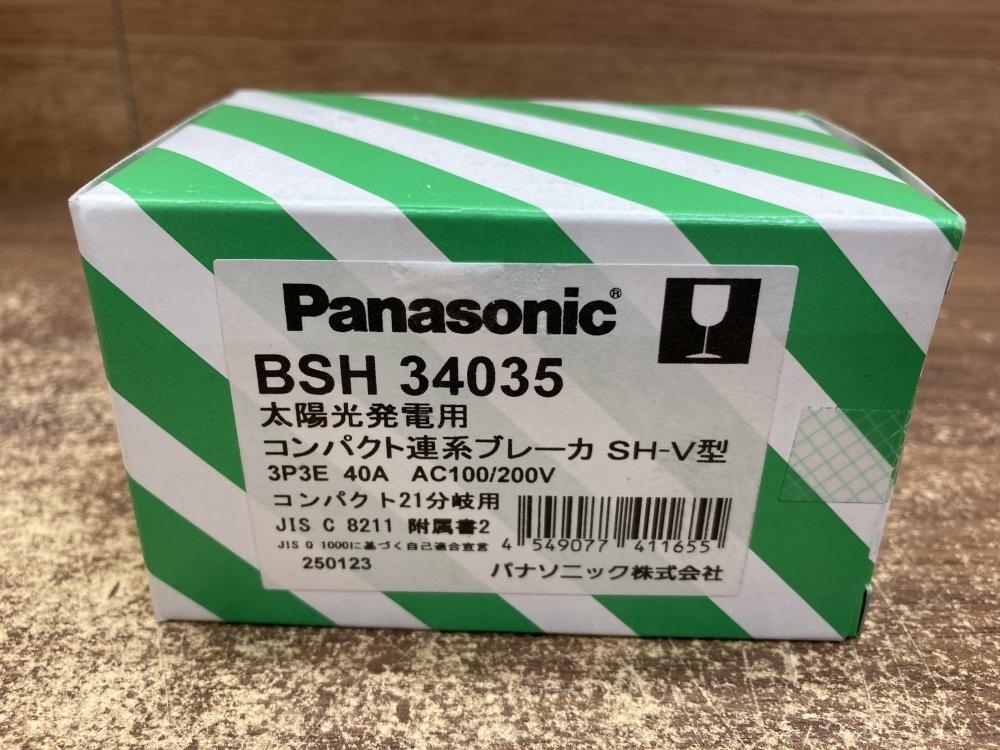 Panasonic®
BSH 34035
太陽光発電用
コンパクト連系ブレーカ SH-V型
3P3E 40A AC100/200V
コンパクト21分岐用
JIS C 8211 附属書2
JIS Q 1000に基づく自己適合宣言
250123
4 549077 411655
パナソニック株式会社